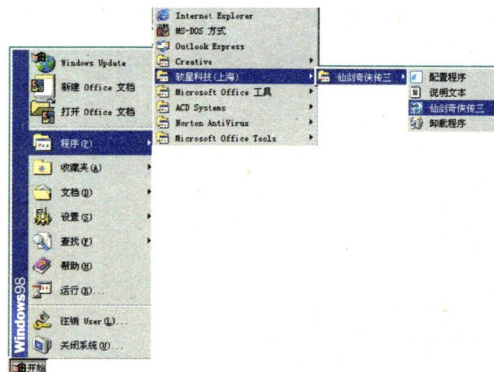 Windows Update
新建 Office 文档
打开 Office 文档
程序(P)
收藏夹(A)
文档(D)
设置(S)
查找(F)
帮助(H)
运行(R)...
注销 User(L)...
关闭系统(U)...
Windows98
开始
Internet Explorer
MS-DOS 方式
Outlook Express
Creative
软星科技(上海)
Microsoft Office 工具
ACD Systems
Norton AntiVirus
Microsoft Office Tools
仙剑奇侠传三
配置程序
说明文本
仙剑奇侠传三
卸载程序